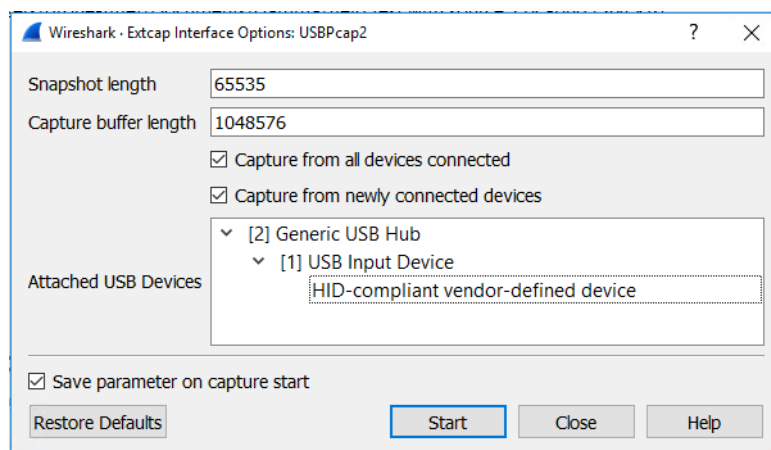 Wireshark · Extcap Interface Options: USBPcap2
Snapshot length 65535
Capture buffer length 1048576
Capture from all devices connected
Capture from newly connected devices
Attached USB Devices
[2] Generic USB Hub
[1] USB Input Device
HID-compliant vendor-defined device
Save parameter on capture start
Restore Defaults Start Close Help